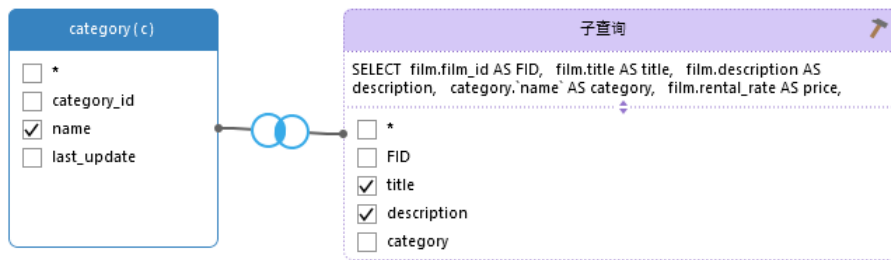 category ( c )
*
category_id
name
last_update
子查询
SELECT film.film_id AS FID, film.title AS title, film.description AS
description, category.`name` AS category, film.rental_rate AS price,
*
FID
title
description
category